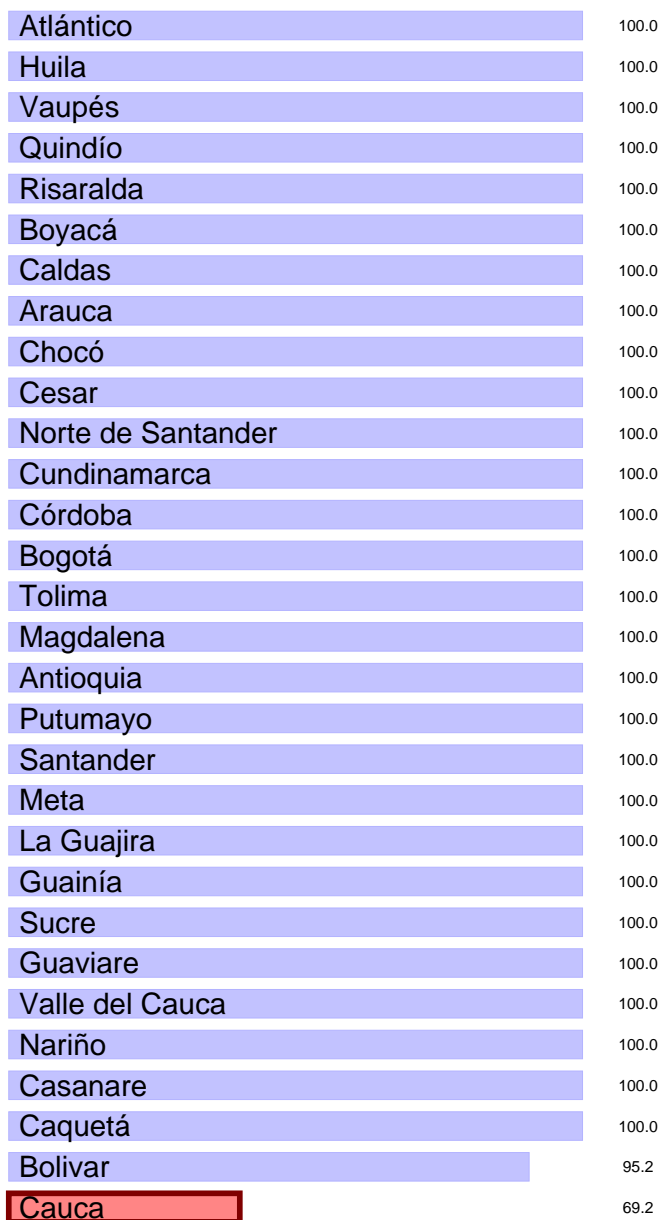 Atlántico 100.0
Huila 100.0
Vaupés 100.0
Quindío 100.0
Risaralda 100.0
Boyacá 100.0
Caldas 100.0
Arauca 100.0
Chocó 100.0
Cesar 100.0
Norte de Santander 100.0
Cundinamarca 100.0
Córdoba 100.0
Bogotá 100.0
Tolima 100.0
Magdalena 100.0
Antioquia 100.0
Putumayo 100.0
Santander 100.0
Meta 100.0
La Guajira 100.0
Guainía 100.0
Sucre 100.0
Guaviare 100.0
Valle del Cauca 100.0
Nariño 100.0
Casanare 100.0
Caquetá 100.0
Bolivar 95.2
Cauca 69.2